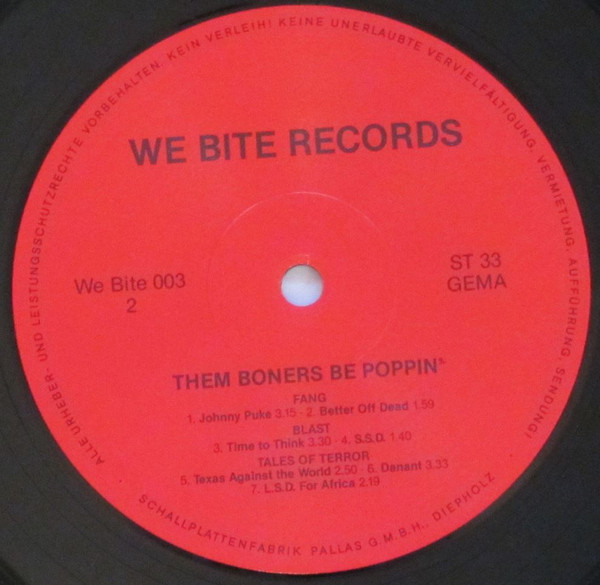 ALLE URHEBER- UND LEISTUNGSSCHUTZRECHTE VORBEHALTEN. KEIN VERLEIH! KEINE UNERLAUBTE VERVIELFÄLTIGUNG, VERMIETUNG, AUFFÜHRUNG, SENDUNG!
WE BITE RECORDS
We Bite 003
2
ST 33
GEMA
THEM BONERS BE POPPIN'
FANG
1. Johnny Puke 3.15 · 2. Better Off Dead 1.59
BLAST
3. Time to Think 3.30 · 4. S.S.D. 1.40
TALES OF TERROR
5. Texas Against the World 2.50 · 6. Danant 3.33
7. L.S.D. For Africa 2.19
SCHALLPLATTENFABRIK PALLAS G.M.B.H., DIEPHOLZ